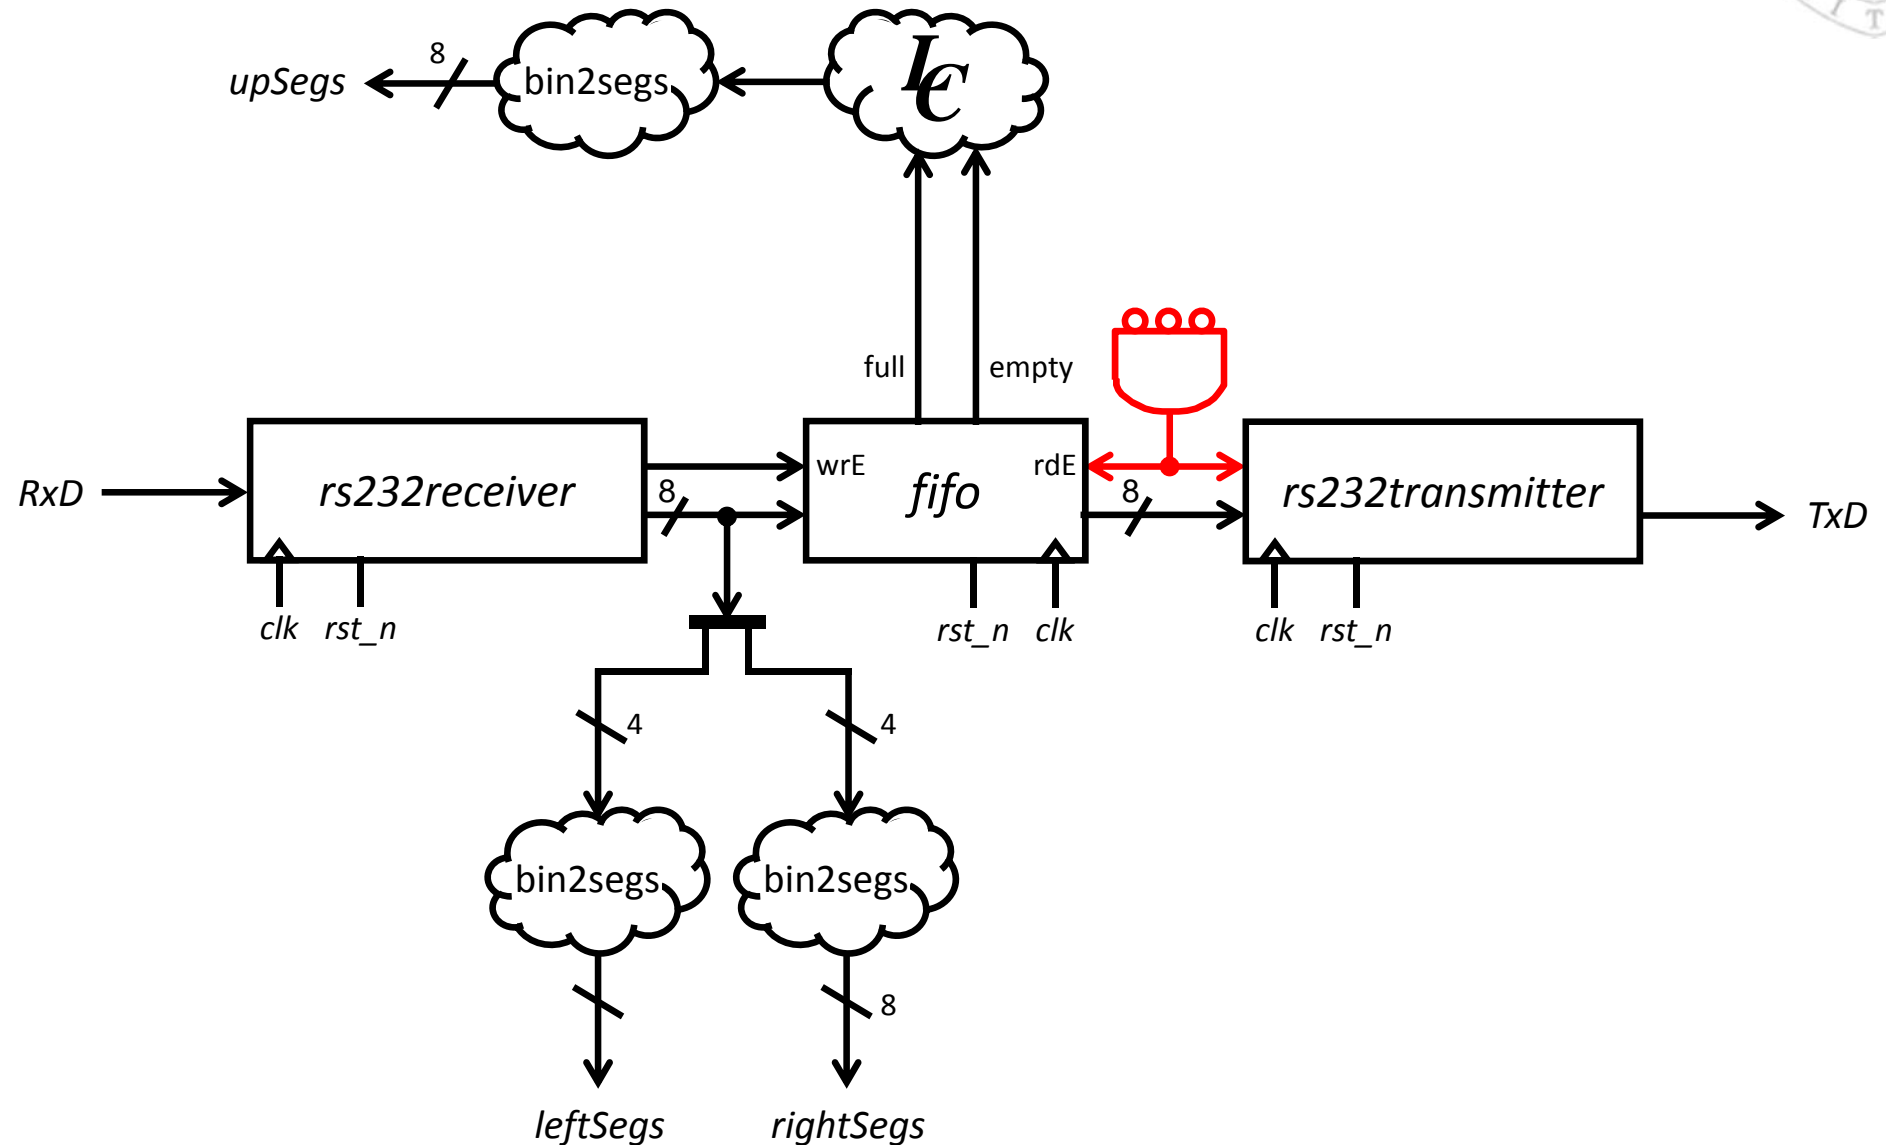 8
upSegs
bin2segs
LC
full
empty
RxD
rs232receiver
8
wrE
fifo
rdE
8
rs232transmitter
TxD
clk
rst_n
rst_n
clk
clk
rst_n
4
4
bin2segs
bin2segs
8
leftSegs
rightSegs